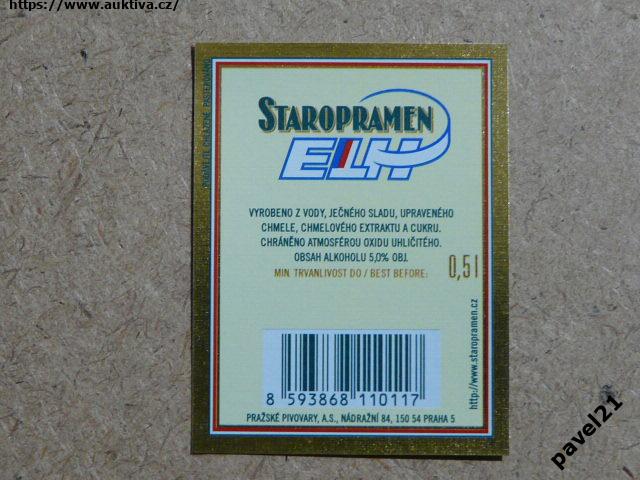 https://www.auktiva.cz/
STAROPRAMEN
ELH
VYROBENO Z VODY, JEČNÉHO SLADU, UPRAVENÉHO
CHMELE, CHMELOVÉHO EXTRAKTU A CUKRU.
CHRÁNĚNO ATMOSFÉROU OXIDU UHLIČITÉHO.
OBSAH ALKOHOLU 5,0% OBJ.
MIN. TRVANLIVOST DO / BEST BEFORE:
0,5 l
http://www.staropramen.cz
8 593868 110117
PRAŽSKÉ PIVOVARY, A.S., NÁDRAŽNÍ 84, 150 54 PRAHA 5
pavel21